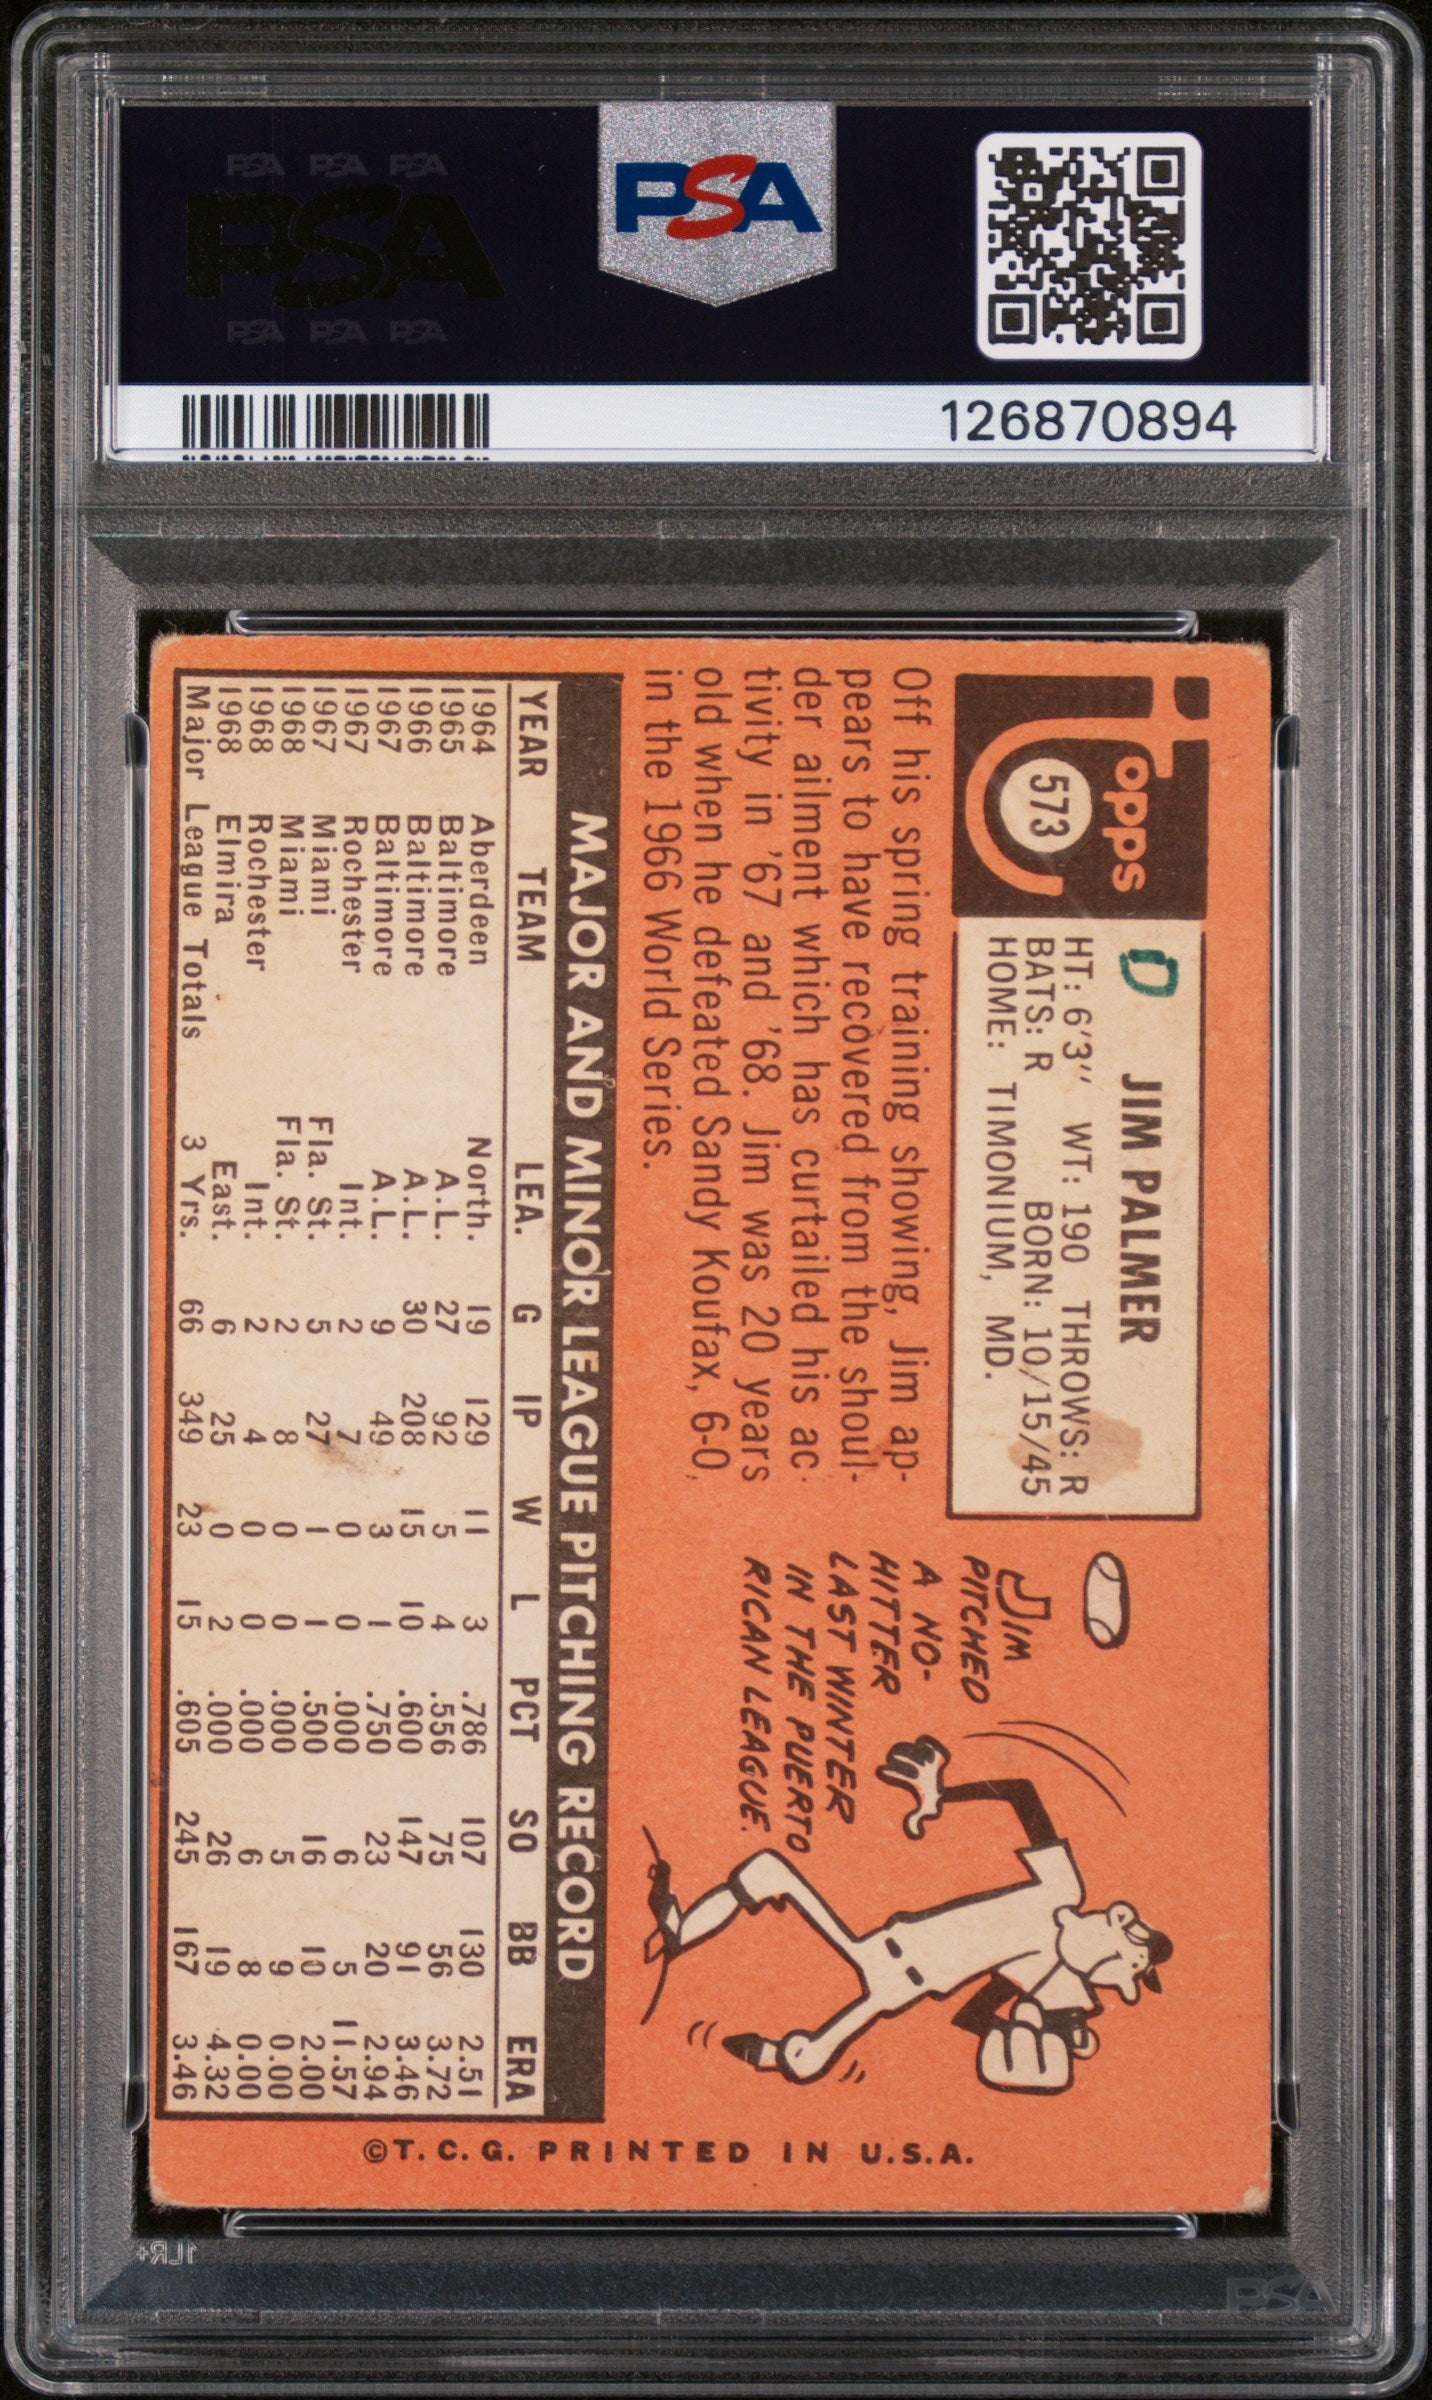 PSA PSA PSA
PSA
PSA PSA PSA
PSA
126870894
Topps
573
D
JIM PALMER
HT: 6'3" WT: 190 THROWS: R
BATS: R BORN: 10/15/45
HOME: TIMONIUM, MD.
Off his spring training showing, Jim ap-
pears to have recovered from the shoul-
der ailment which has curtailed his ac-
tivity in '67 and '68. Jim was 20 years
old when he defeated Sandy Koufax, 6-0,
in the 1966 World Series.
JIM
PITCHED
A NO-
HITTER
LAST WINTER
IN THE PUERTO
RICAN LEAGUE.
MAJOR AND MINOR LEAGUE PITCHING RECORD
YEAR TEAM LEA. G IP W L PCT SO BB ERA
1964 Aberdeen North. 19 129 11 3 .786 107 130 2.51
1965 Baltimore A.L. 27 92 5 4 .556 75 56 3.72
1966 Baltimore A.L. 30 208 15 10 .600 147 91 3.46
1967 Baltimore A.L. 9 49 3 1 .750 23 20 2.94
1967 Rochester Int. 2 7 0 0 .000 6 5 11.57
1967 Miami Fla. St. 5 27 1 1 .500 16 10 2.00
1968 Miami Fla. St. 2 8 0 0 .000 5 9 0.00
1968 Rochester Int. 2 4 0 0 .000 6 8 0.00
1968 Elmira East. 6 25 0 2 .000 26 19 4.32
Major League Totals 3 Yrs. 66 349 23 15 .605 245 167 3.46
©T.C.G. PRINTED IN U.S.A.
1LR+
PSA